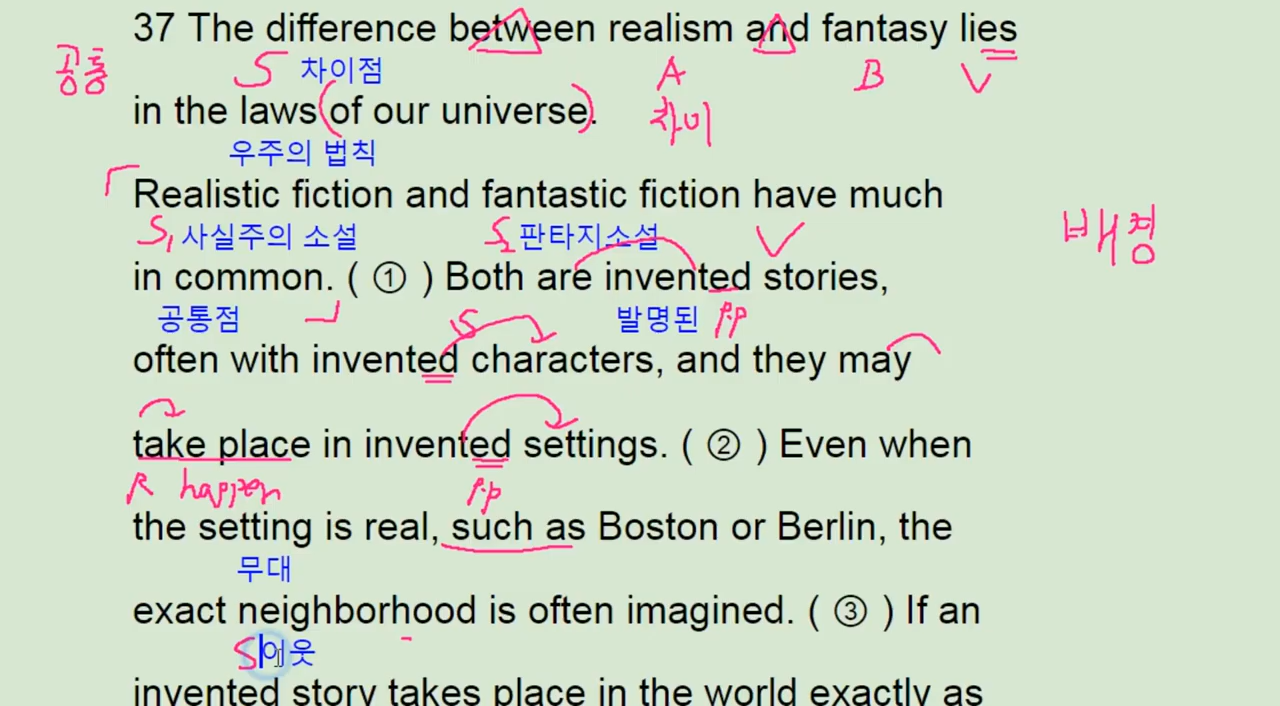 37 The difference between realism and fantasy lies
공통 S 차이점 A B V
in the laws (of our universe). 차이
우주의 법칙
Realistic fiction and fantastic fiction have much
S₁ 사실주의 소설 S₂ 판타지소설 V 배경
in common. ( ① ) Both are invented stories,
공통점 S 발명된 p.p
often with invented characters, and they may
take place in invented settings. ( ② ) Even when
R happen p.p
the setting is real, such as Boston or Berlin, the
무대
exact neighborhood is often imagined. ( ③ ) If an
S 이웃
invented story takes place in the world exactly as